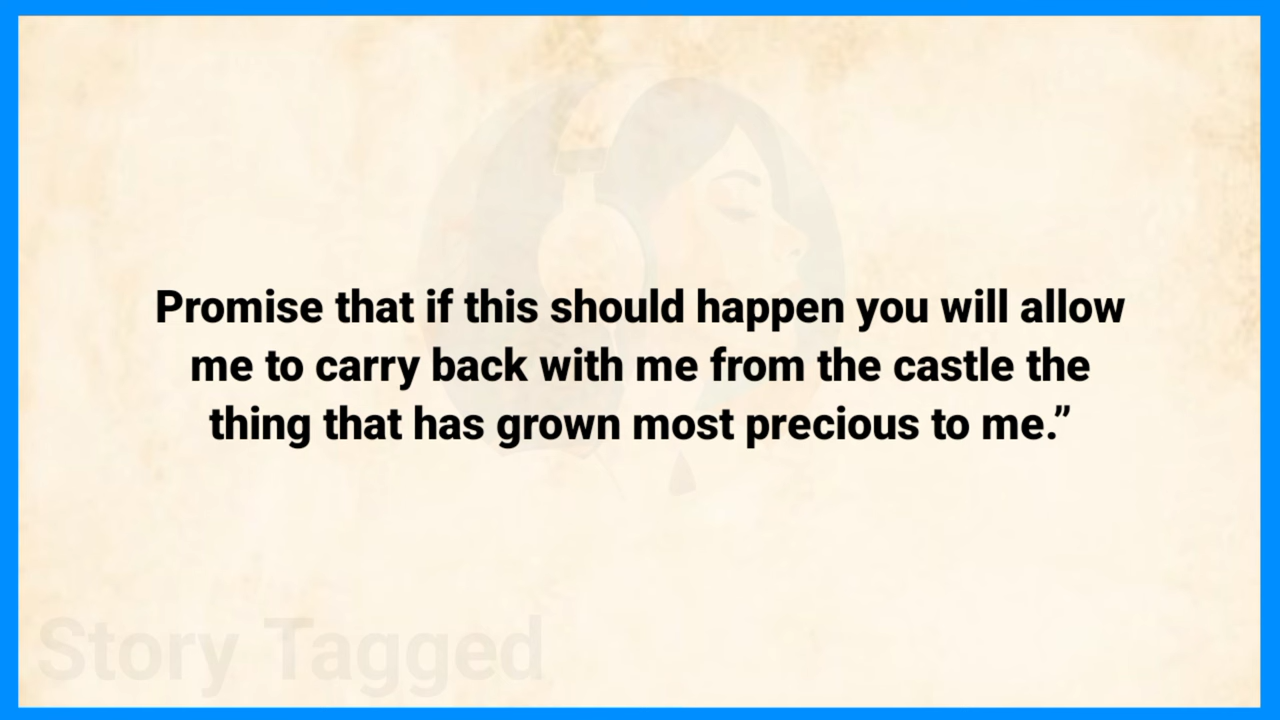 Promise that if this should happen you will allow
me to carry back with me from the castle the
thing that has grown most precious to me.”
Story Tagged